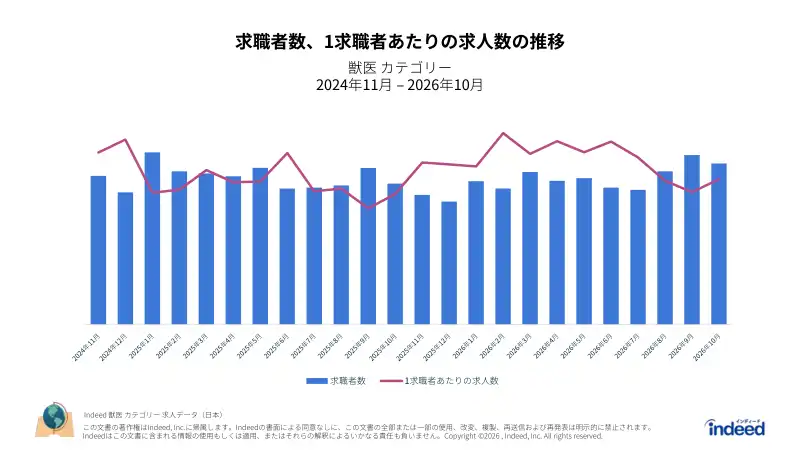 求職者数、1求職者あたりの求人数の推移
獣医 カテゴリー
2024年11月 – 2026年10月
2024年11月
2024年12月
2025年1月
2025年2月
2025年3月
2025年4月
2025年5月
2025年6月
2025年7月
2025年8月
2025年9月
2025年10月
2025年11月
2025年12月
2026年1月
2026年2月
2026年3月
2026年4月
2026年5月
2026年6月
2026年7月
2026年8月
2026年9月
2026年10月
求職者数
1求職者あたりの求人数
Indeed 獣医 カテゴリー 求人データ（日本）
この文書の著作権はIndeed, Inc.に帰属します。Indeedの書面による同意なしに、この文書の全部または一部の使用、改変、複製、再送信および再発表は明示的に禁止されます。
Indeedはこの文書に含まれる情報の使用もしくは適用、またはそれらの解釈によるいかなる責任も負いません。Copyright ©2026 , Indeed, Inc. All rights reserved.
インディード
indeed